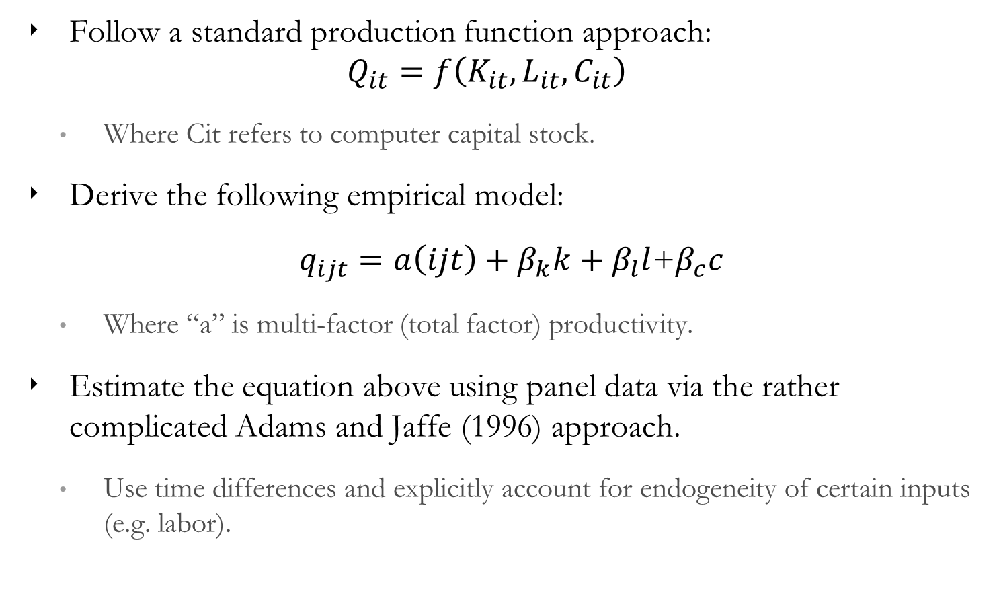 ‣ Follow a standard production function approach:
Q_{it} = f(K_{it}, L_{it}, C_{it})
• Where Cit refers to computer capital stock.
‣ Derive the following empirical model:
q_{ijt} = a(ijt) + β_k k + β_l l+β_c c
• Where “a” is multi-factor (total factor) productivity.
‣ Estimate the equation above using panel data via the rather
complicated Adams and Jaffe (1996) approach.
• Use time differences and explicitly account for endogeneity of certain inputs
(e.g. labor).